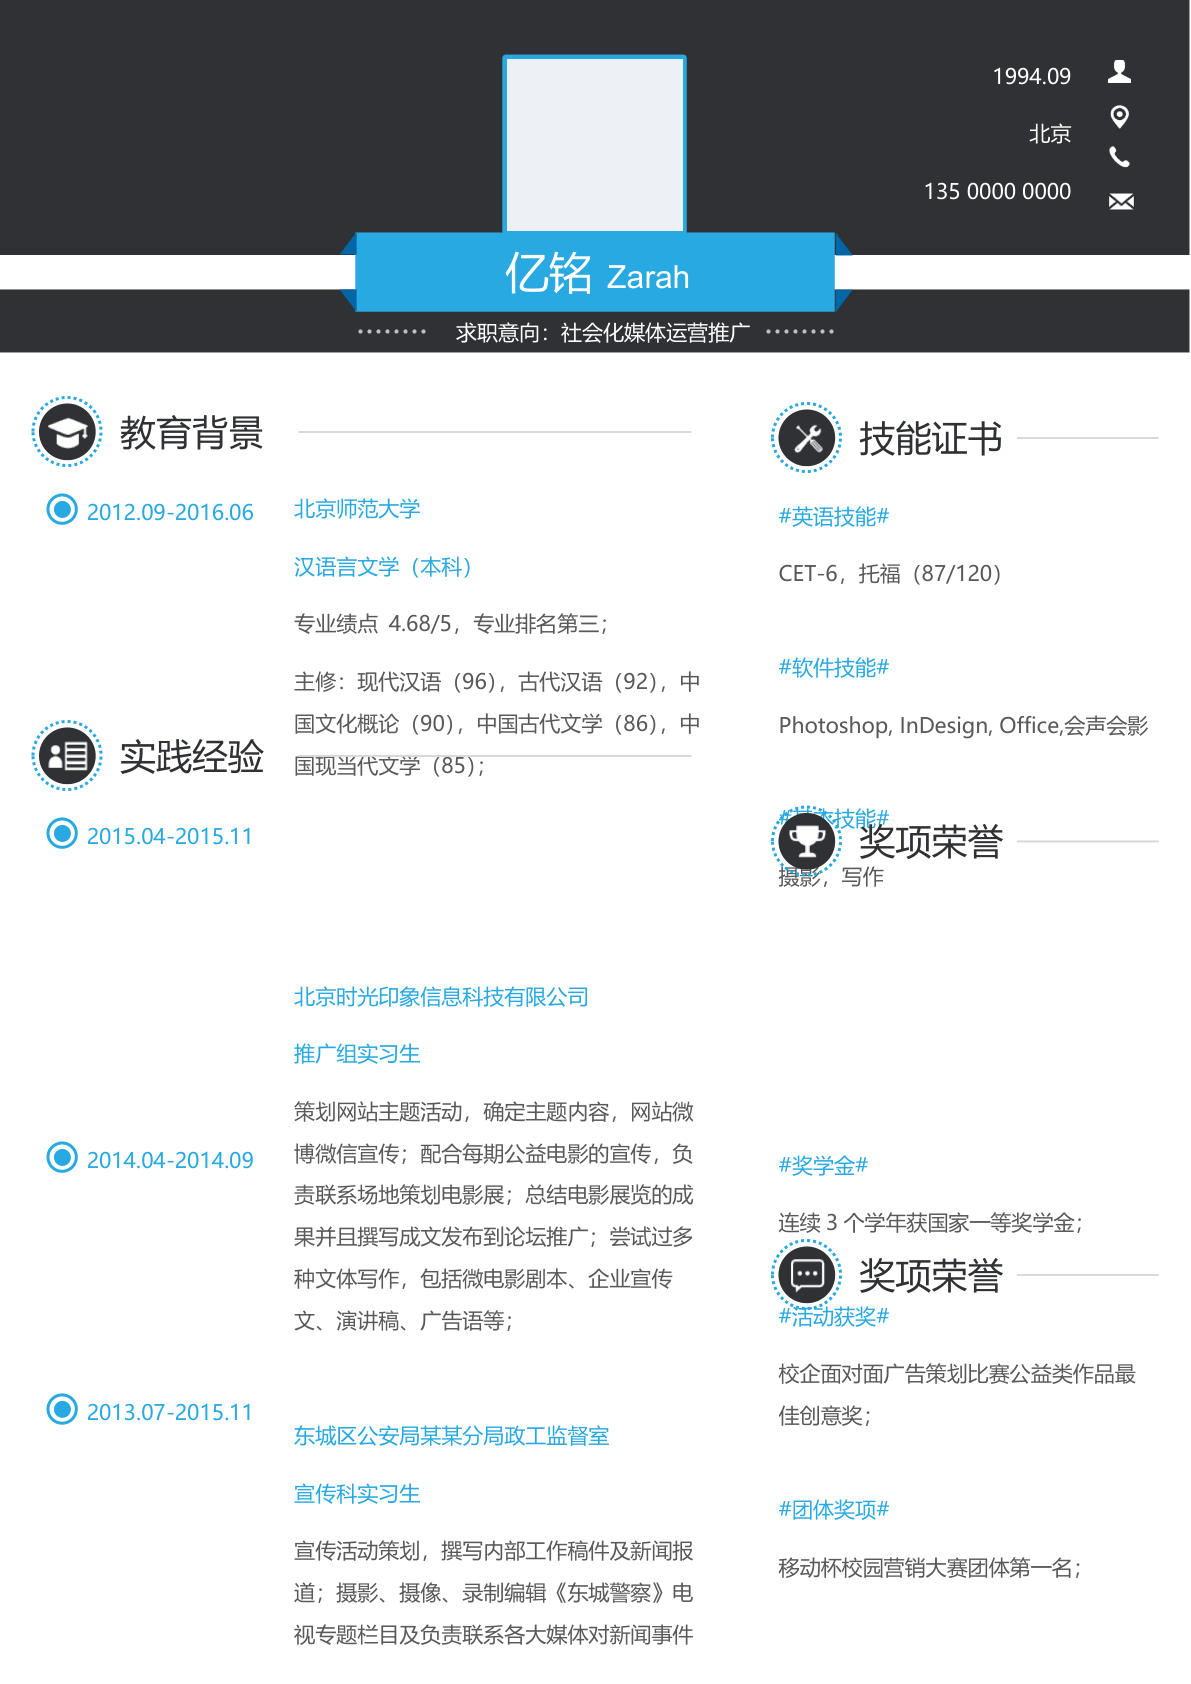 1994.09
北京
135 0000 0000
亿铭 Zarah
求职意向：社会化媒体运营推广
教育背景
2012.09-2016.06
北京师范大学
汉语言文学（本科）
专业绩点 4.68/5，专业排名第三；
主修：现代汉语（96），古代汉语（92），中
国文化概论（90），中国古代文学（86），中
国现当代文学（85）；
实践经验
2015.04-2015.11
北京时光印象信息科技有限公司
推广组实习生
策划网站主题活动，确定主题内容，网站微
博微信宣传；配合每期公益电影的宣传，负
责联系场地策划电影展；总结电影展览的成
果并且撰写成文发布到论坛推广；尝试过多
种文体写作，包括微电影剧本、企业宣传
文、演讲稿、广告语等；
2014.04-2014.09
2013.07-2015.11
东城区公安局某某分局政工监督室
宣传科实习生
宣传活动策划，撰写内部工作稿件及新闻报
道；摄影、摄像、录制编辑《东城警察》电
视专题栏目及负责联系各大媒体对新闻事件
技能证书
#英语技能#
CET-6，托福（87/120）
#软件技能#
Photoshop, InDesign, Office,会声会影
技能#
奖项荣誉
摄影，写作
#奖学金#
连续 3 个学年获国家一等奖学金；
奖项荣誉
#活动获奖#
校企面对面广告策划比赛公益类作品最
佳创意奖；
#团体奖项#
移动杯校园营销大赛团体第一名；